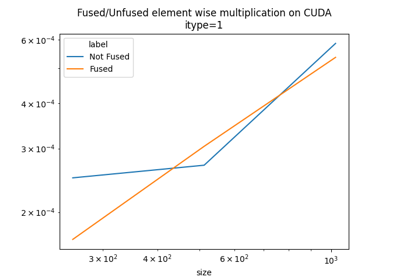 Fused/Unfused element wise multiplication on CUDA
itype=1
6 × 10⁻⁴
label
Not Fused
Fused
4 × 10⁻⁴
3 × 10⁻⁴
2 × 10⁻⁴
3 × 10² 4 × 10² 6 × 10² 10³
size